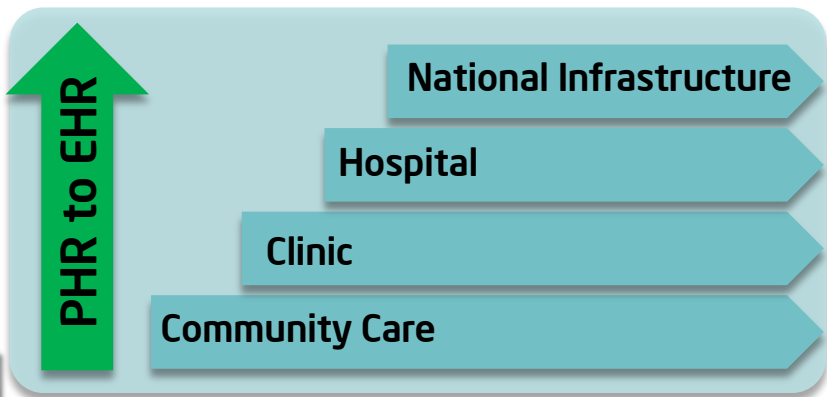 PHR to EHR
National Infrastructure
Hospital
Clinic
Community Care